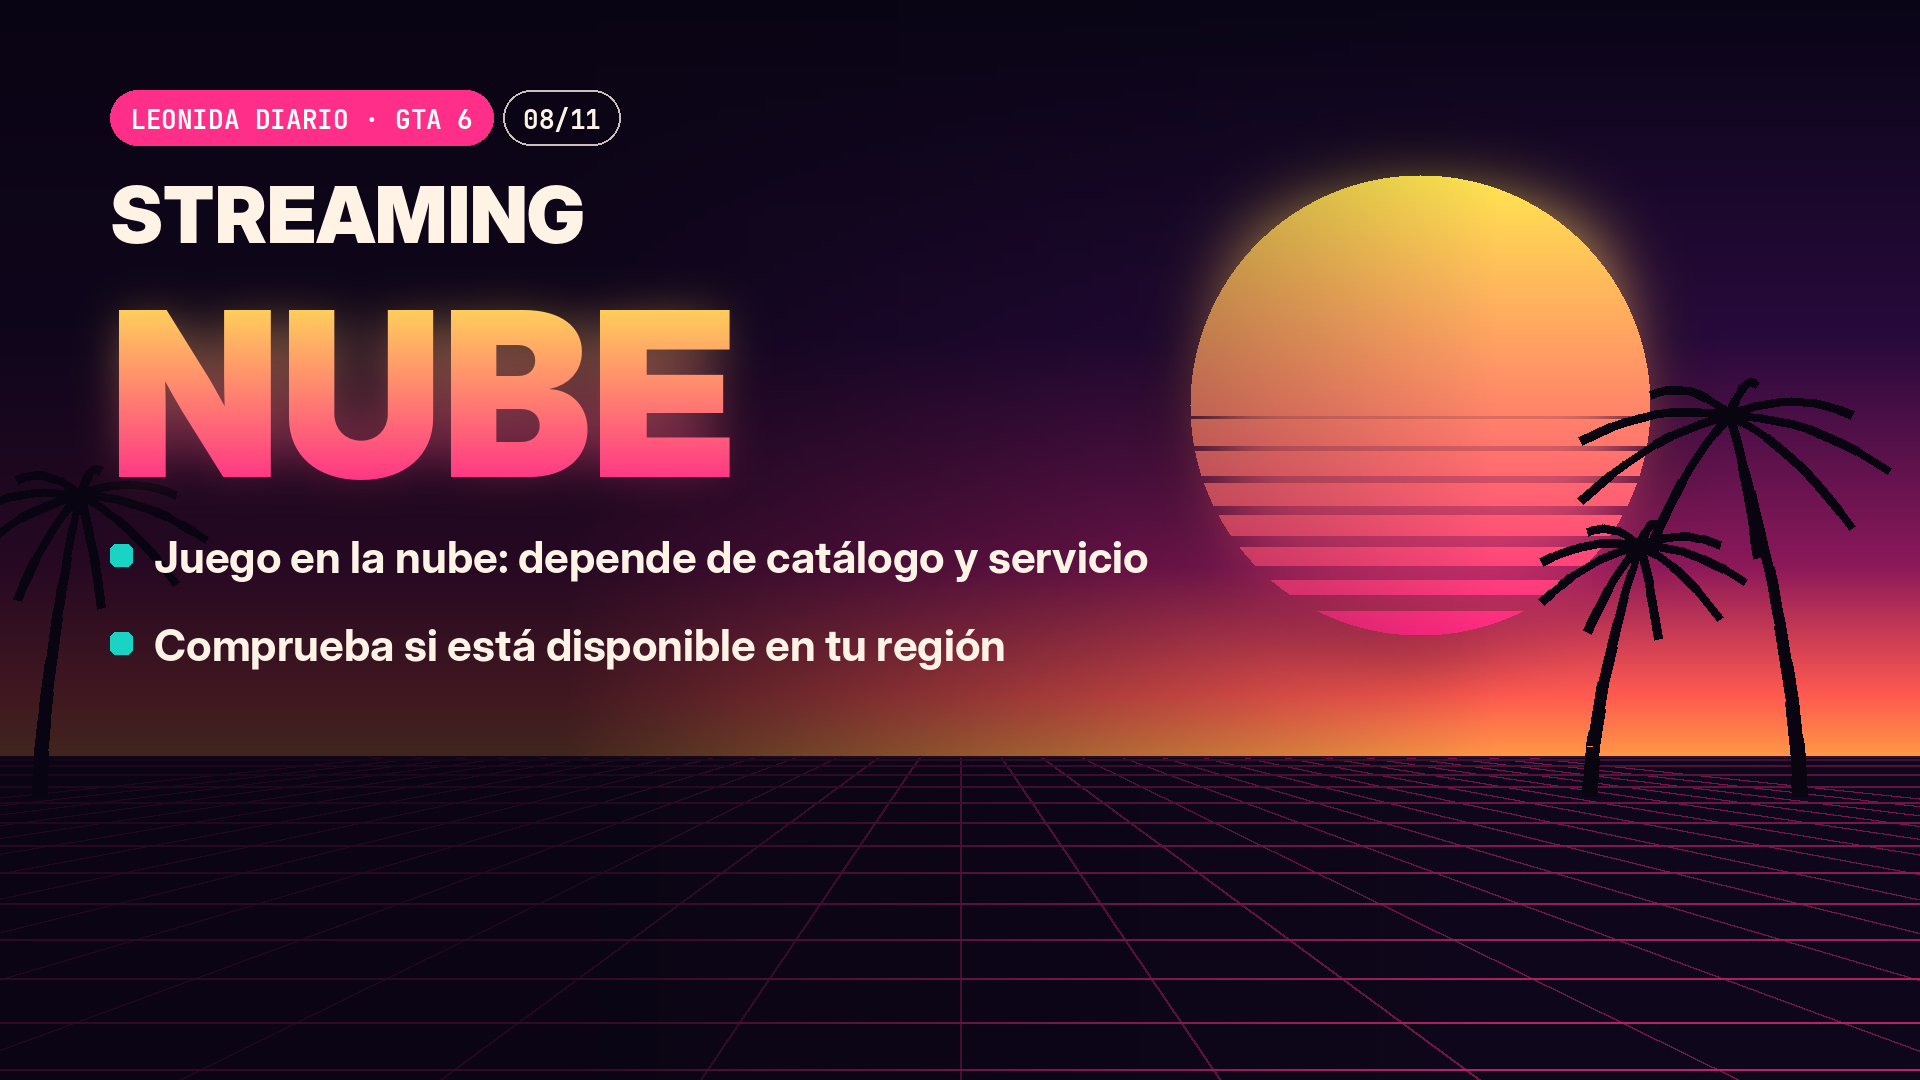 LEONIDA DIARIO · GTA 6
08/11
STREAMING
NUBE
Juego en la nube: depende de catálogo y servicio
Comprueba si está disponible en tu región